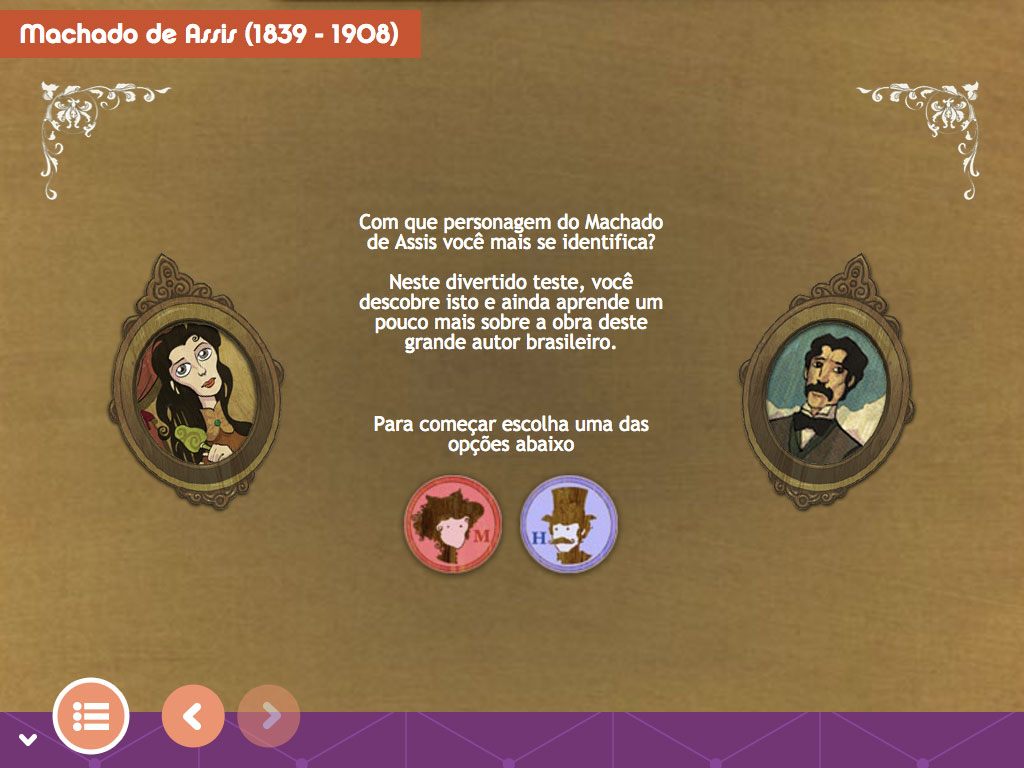 Machado de Assis (1839 - 1908)
Com que personagem do Machado
de Assis você mais se identifica?
Neste divertido teste, você
descobre isto e ainda aprende um
pouco mais sobre a obra deste
grande autor brasileiro.
Para começar escolha uma das
opções abaixo
M
H